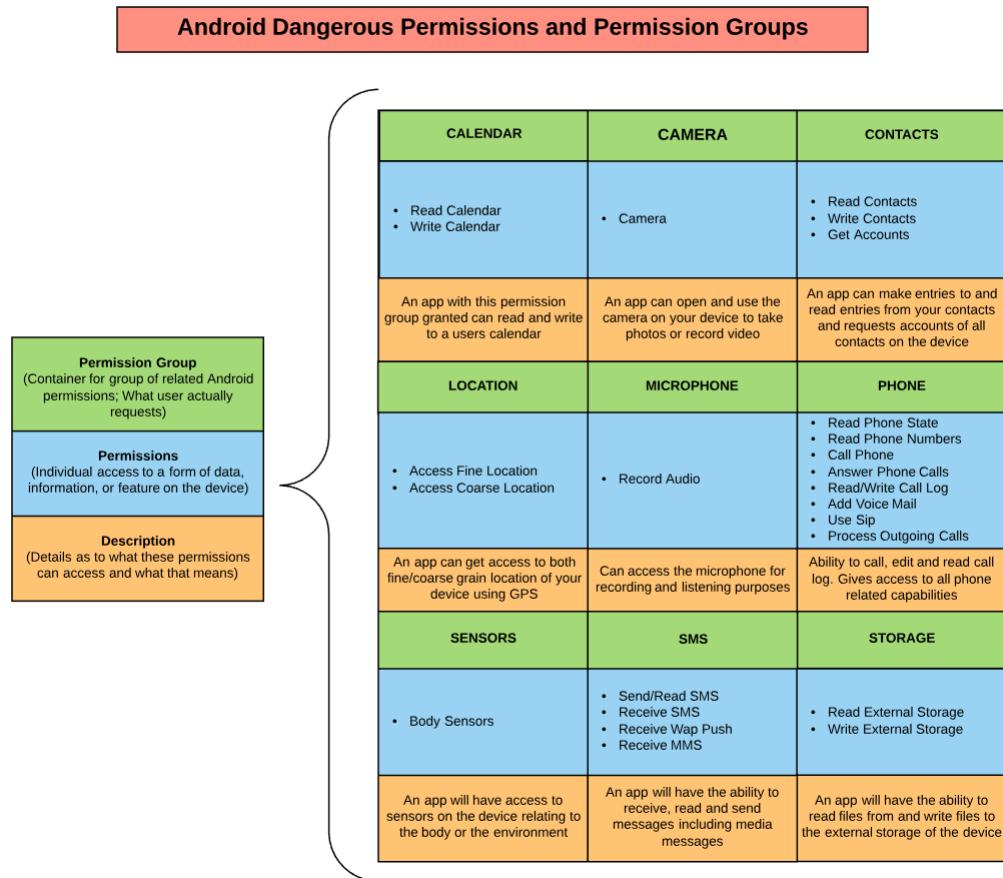 Android Dangerous Permissions and Permission Groups
Permission Group
(Container for group of related Android
permissions; What user actually
requests)
Permissions
(Individual access to a form of data,
information, or feature on the device)
Description
(Details as to what these permissions
can access and what that means)
CALENDAR
CAMERA
CONTACTS
• Read Calendar
• Write Calendar
• Camera
• Read Contacts
• Write Contacts
• Get Accounts
An app with this permission
group granted can read and write
to a users calendar
An app can open and use the
camera on your device to take
photos or record video
An app can make entries to and
read entries from your contacts
and requests accounts of all
contacts on the device
LOCATION
MICROPHONE
PHONE
• Access Fine Location
• Access Coarse Location
• Record Audio
• Read Phone State
• Read Phone Numbers
• Call Phone
• Answer Phone Calls
• Read/Write Call Log
• Add Voice Mail
• Use Sip
• Process Outgoing Calls
An app can get access to both
fine/coarse grain location of your
device using GPS
Can access the microphone for
recording and listening purposes
Ability to call, edit and read call
log. Gives access to all phone
related capabilities
SENSORS
SMS
STORAGE
• Body Sensors
• Send/Read SMS
• Receive SMS
• Receive Wap Push
• Receive MMS
• Read External Storage
• Write External Storage
An app will have access to
sensors on the device relating to
the body or the environment
An app will have the ability to
receive, read and send
messages including media
messages
An app will have the ability to
read files from and write files to
the external storage of the device